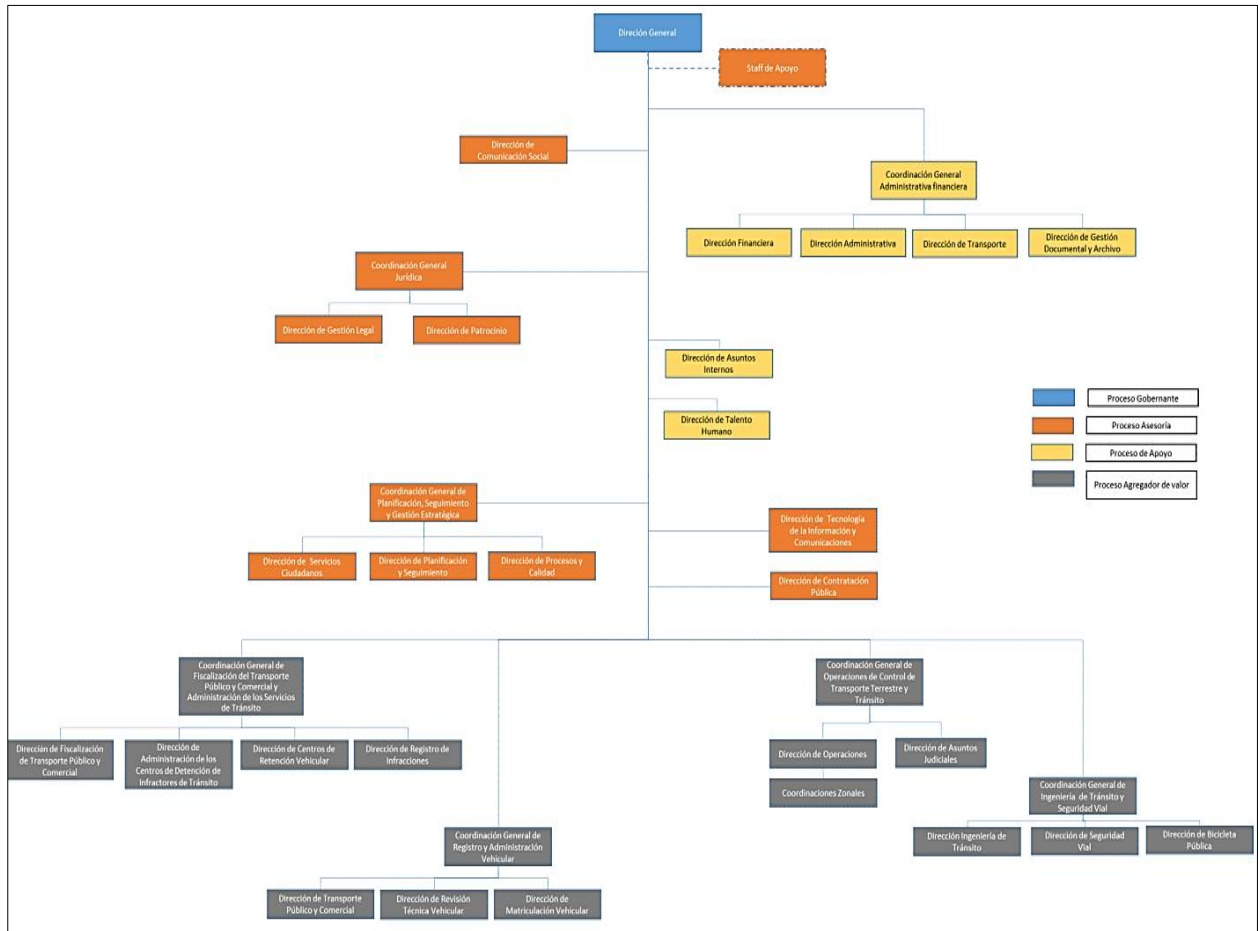 Direción General
Staff de Apoyo
Dirección de
Comunicación Social
Coordinación General
Administrativa financiera
Dirección Financiera
Dirección Administrativa
Dirección de Transporte
Dirección de Gestión
Documental y Archivo
Coordinación General
Jurídica
Dirección de Gestión Legal
Dirección de Patrocinio
Dirección de Asuntos
Internos
Dirección de Talento
Humano
Proceso Gobernante
Proceso Asesoría
Proceso de Apoyo
Proceso Agregador de valor
Coordinación General de
Planificación, Seguimiento
y Gestión Estratégica
Dirección de Servicios
Ciudadanos
Dirección de Planificación
y Seguimiento
Dirección de Procesos y
Calidad
Dirección de Tecnología
de la Información y
Comunicaciones
Dirección de Contratación
Pública
Coordinación General de
Fiscalización del Transporte
Público y Comercial y
Administración de los Servicios
de Tránsito
Dirección de Fiscalización
de Transporte Público y
Comercial
Dirección de
Administración de los
Centros de Detención de
Infractores de Tránsito
Dirección de Centros de
Retención Vehicular
Dirección de Registro de
Infracciones
Coordinación General de
Operaciones de Control de
Transporte Terrestre y
Tránsito
Dirección de Operaciones
Dirección de Asuntos
Judiciales
Coordinaciones Zonales
Coordinación General de
Ingeniería de Tránsito y
Seguridad Vial
Dirección Ingeniería de
Tránsito
Dirección de Seguridad
Vial
Dirección de Bicicleta
Pública
Coordinación General de
Registro y Administración
Vehicular
Dirección de Transporte
Público y Comercial
Dirección de Revisión
Técnica Vehicular
Dirección de
Matriculación Vehicular